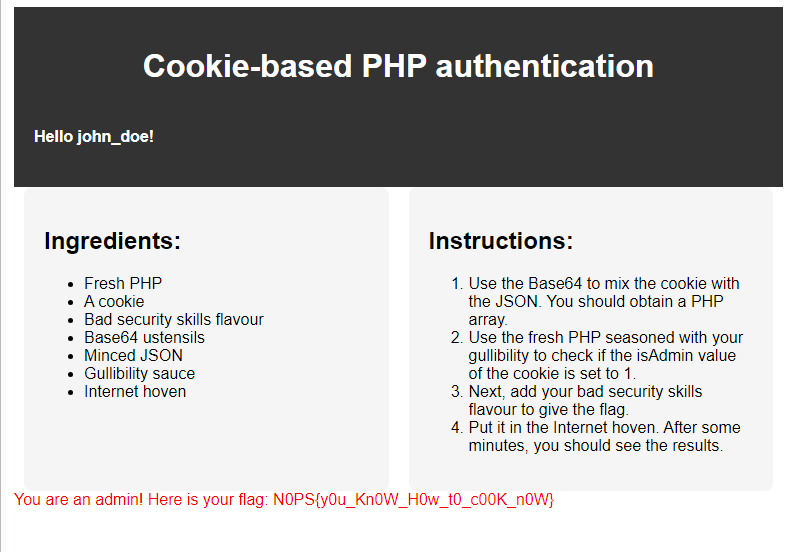 Cookie-based PHP authentication
Hello john_doe!
Ingredients:
• Fresh PHP
• A cookie
• Bad security skills flavour
• Base64 ustensils
• Minced JSON
• Gullibility sauce
• Internet hoven
Instructions:
1. Use the Base64 to mix the cookie with
the JSON. You should obtain a PHP
array.
2. Use the fresh PHP seasoned with your
gullibility to check if the isAdmin value
of the cookie is set to 1.
3. Next, add your bad security skills
flavour to give the flag.
4. Put it in the Internet hoven. After some
minutes, you should see the results.
You are an admin! Here is your flag: N0PS{y0u_Kn0W_H0w_t0_c00K_n0W}